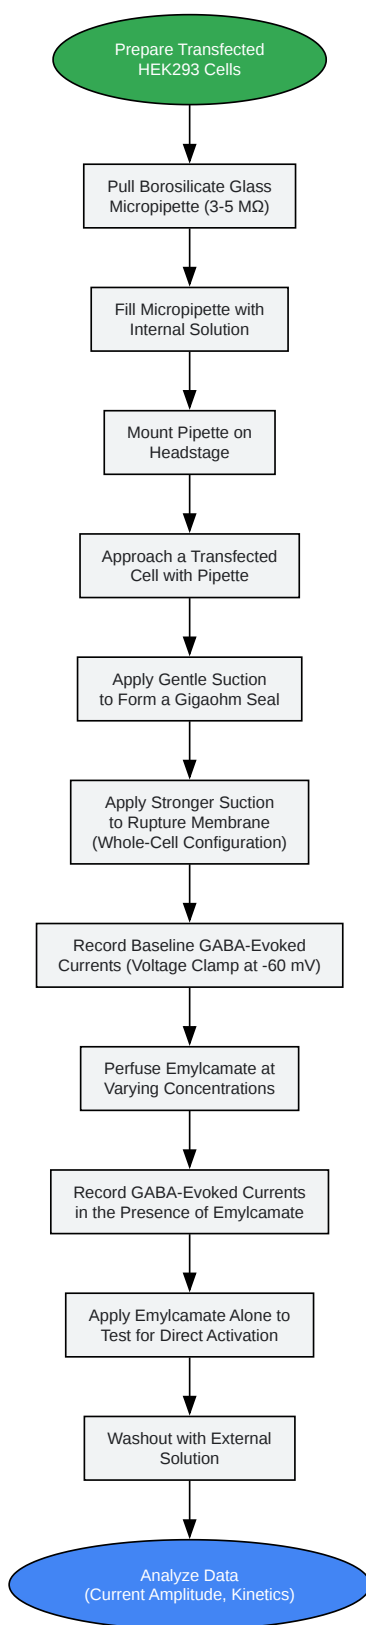 Prepare Transfected
HEK293 Cells
Pull Borosilicate Glass
Micropipette (3-5 MΩ)
Fill Micropipette with
Internal Solution
Mount Pipette on
Headstage
Approach a Transfected
Cell with Pipette
Apply Gentle Suction
to Form a Gigaohm Seal
Apply Stronger Suction
to Rupture Membrane
(Whole-Cell Configuration)
Record Baseline GABA-Evoked
Currents (Voltage Clamp at -60 mV)
Perfuse Emylcamate at
Varying Concentrations
Record GABA-Evoked Currents
in the Presence of Emylcamate
Apply Emylcamate Alone to
Test for Direct Activation
Washout with External
Solution
Analyze Data
(Current Amplitude, Kinetics)